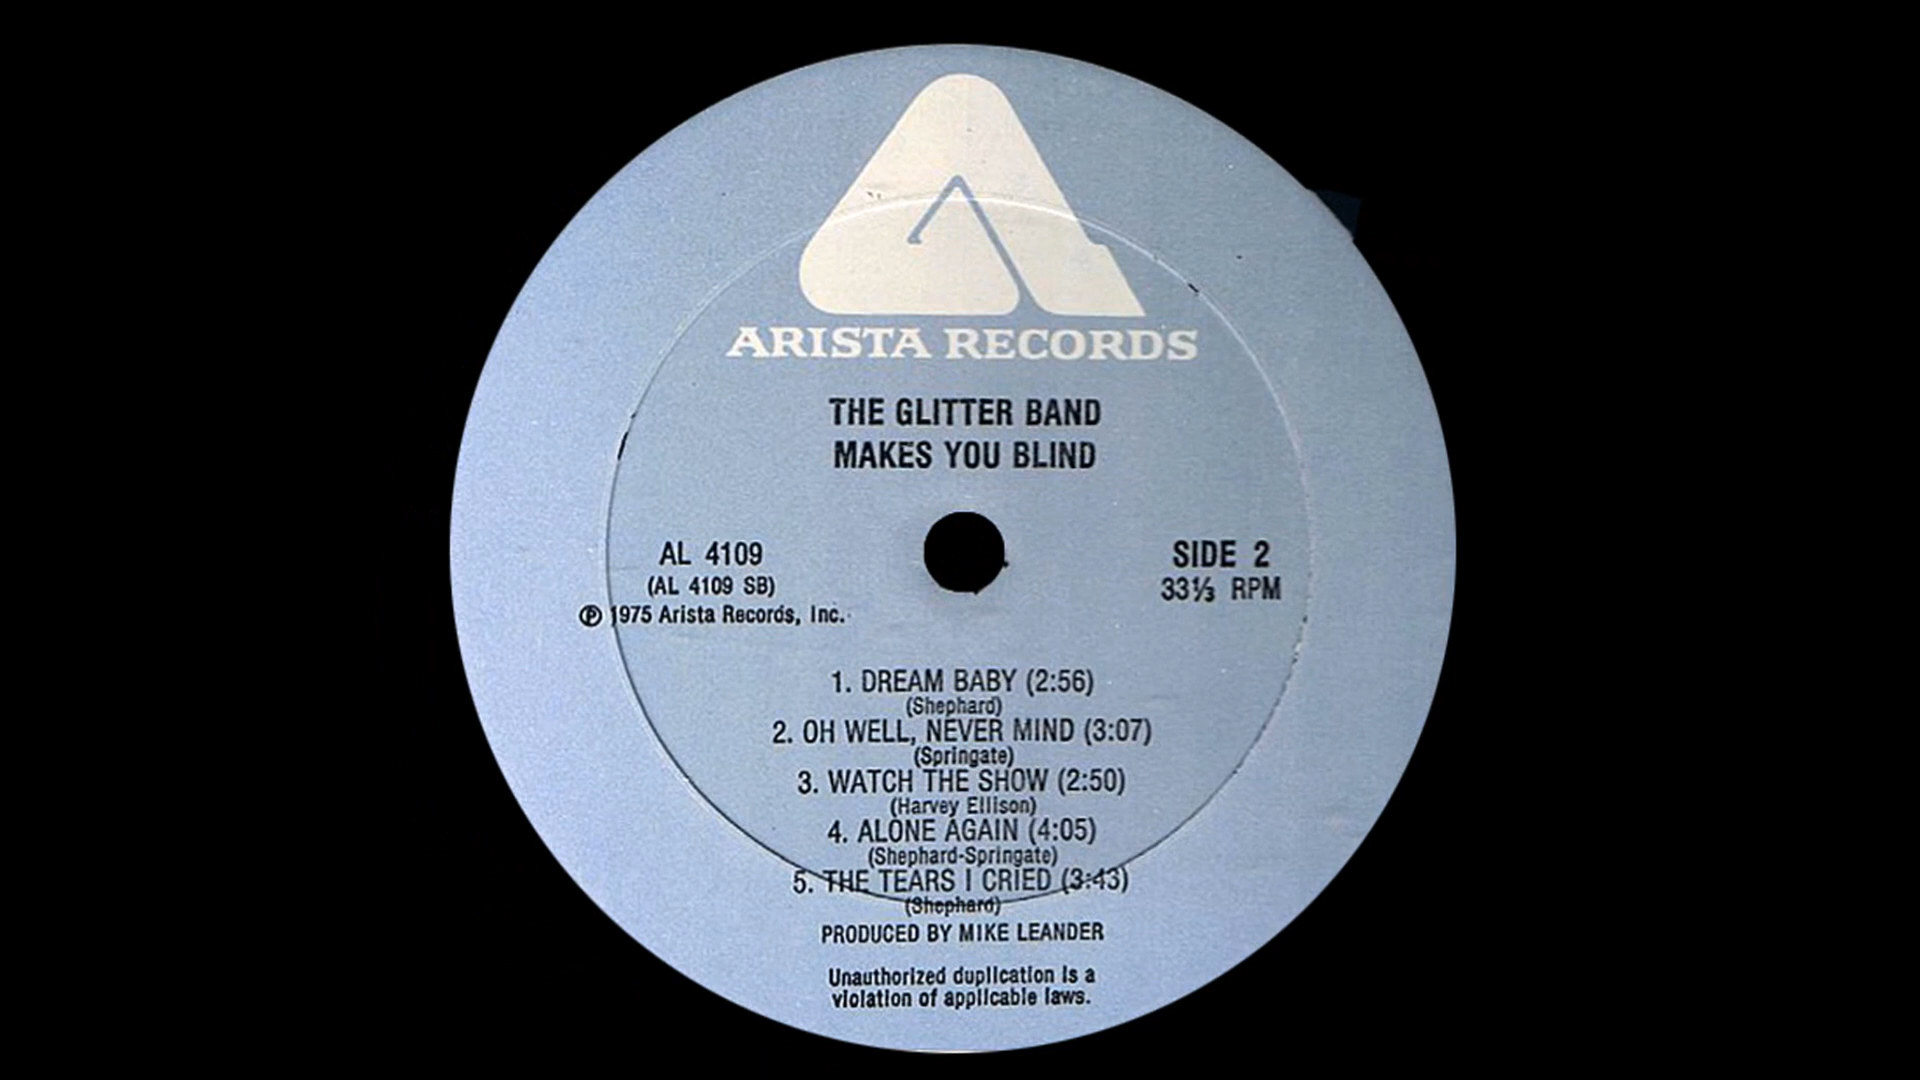 ARISTA RECORDS
THE GLITTER BAND
MAKES YOU BLIND
AL 4109
(AL 4109 SB)
℗ 1975 Arista Records, Inc.
SIDE 2
33⅓ RPM
1. DREAM BABY (2:56)
(Shephard)
2. OH WELL, NEVER MIND (3:07)
(Springate)
3. WATCH THE SHOW (2:50)
(Harvey Ellison)
4. ALONE AGAIN (4:05)
(Shephard-Springate)
5. THE TEARS I CRIED (3:43)
(Shephard)
PRODUCED BY MIKE LEANDER
Unauthorized duplication is a
violation of applicable laws.